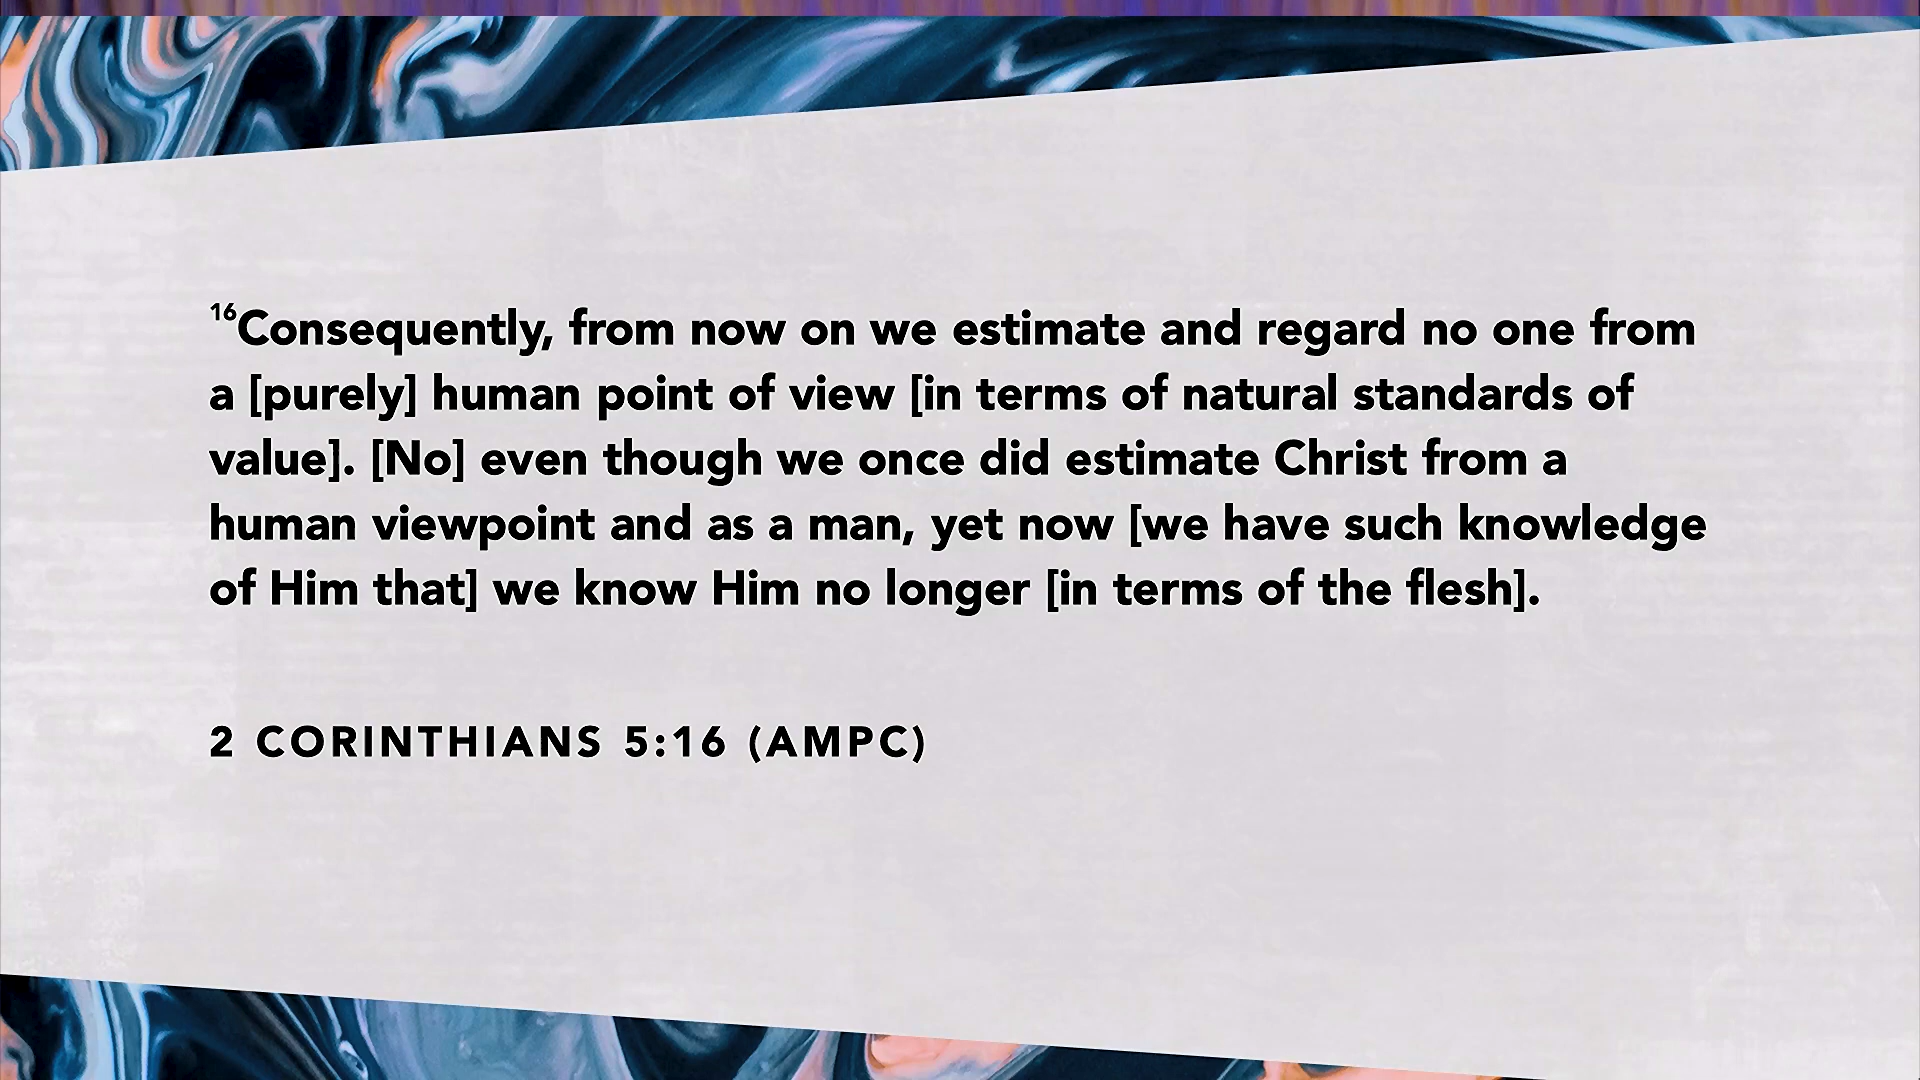 16Consequently, from now on we estimate and regard no one from
a [purely] human point of view [in terms of natural standards of
value]. [No] even though we once did estimate Christ from a
human viewpoint and as a man, yet now [we have such knowledge
of Him that] we know Him no longer [in terms of the flesh].
2 CORINTHIANS 5:16 (AMPC)